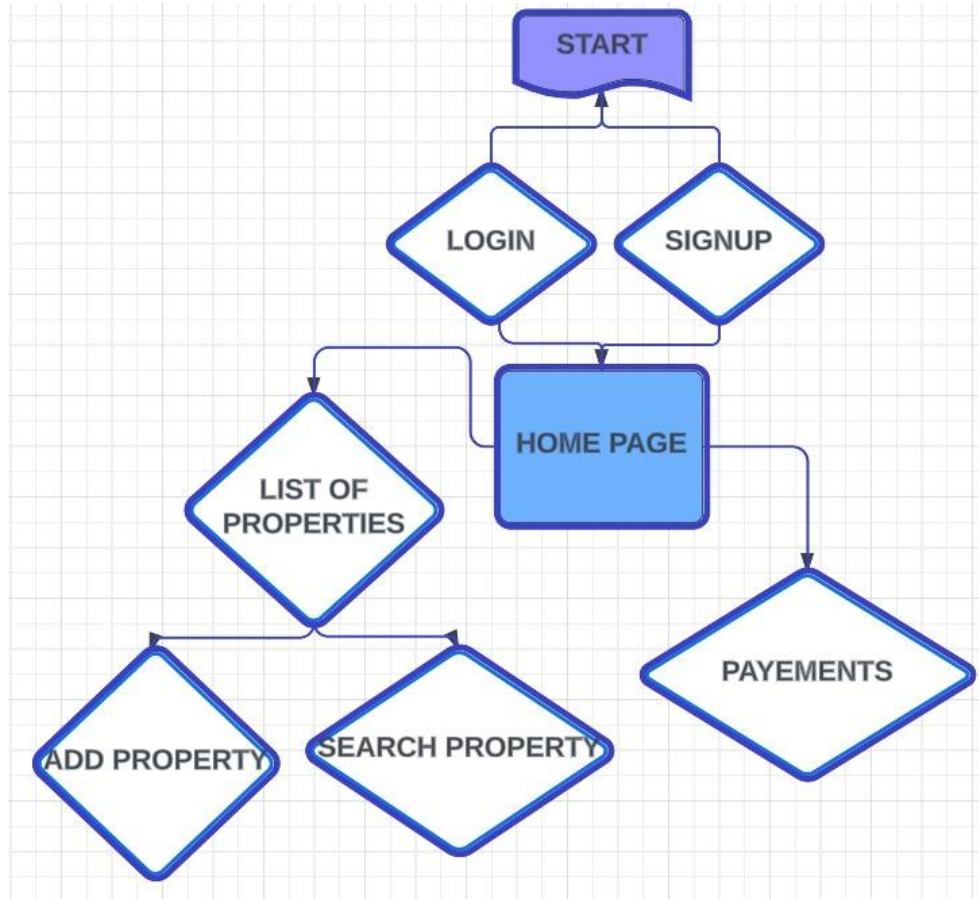 START
LOGIN
SIGNUP
HOME PAGE
LIST OF
PROPERTIES
PAYEMENTS
ADD PROPERTY
SEARCH PROPERTY